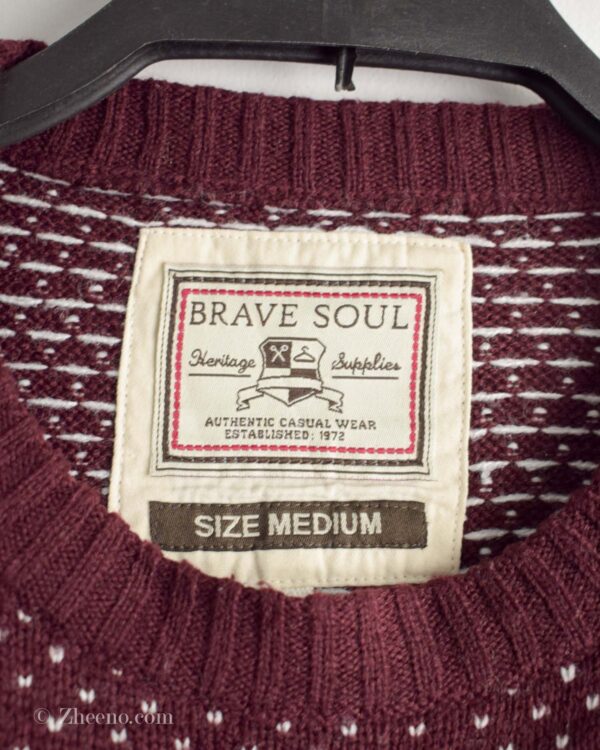 BRAVE SOUL
Heritage Supplies
AUTHENTIC CASUAL WEAR
ESTABLISHED: 1972
SIZE MEDIUM
© Zheeno.com